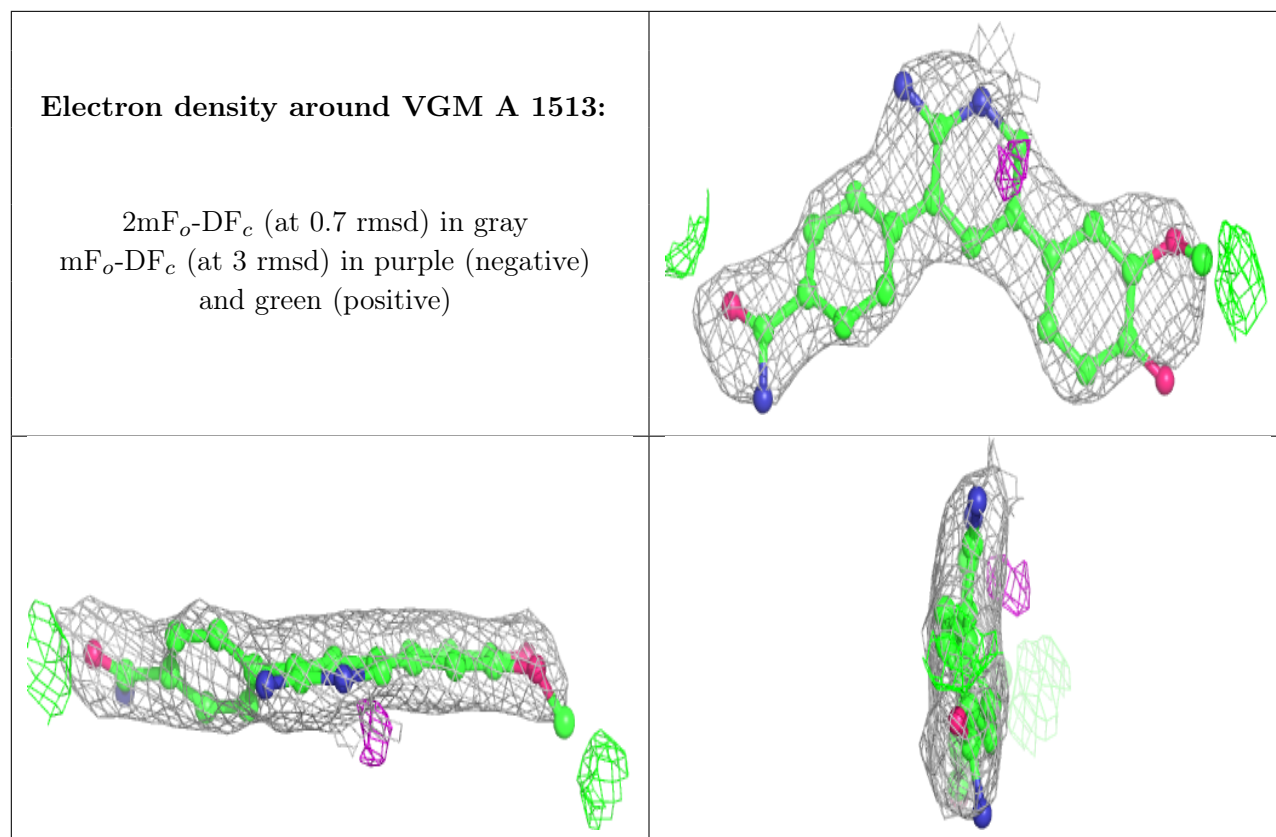 Electron density around VGM A 1513:
2mFo-DFc (at 0.7 rmsd) in gray
mFo-DFc (at 3 rmsd) in purple (negative)
and green (positive)